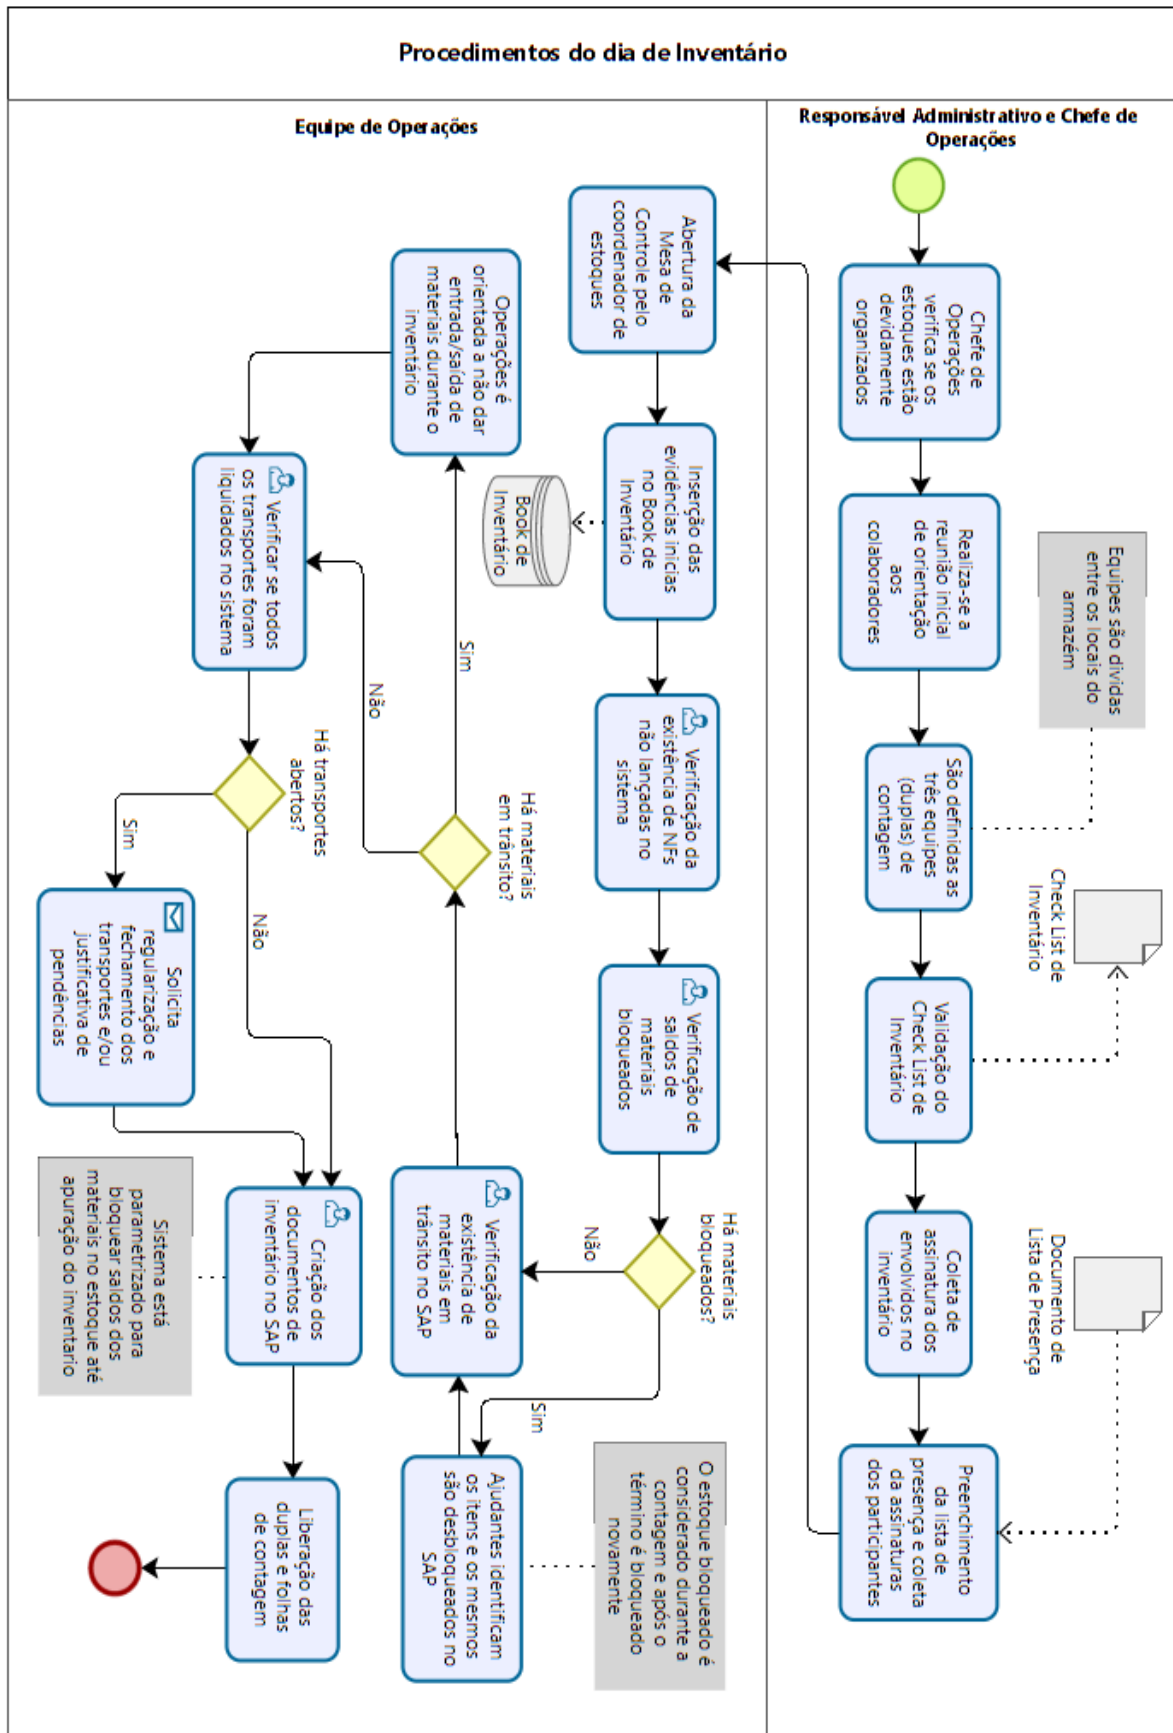 Procedimentos do dia de Inventário
Responsável Administrativo e Chefe de
Operações
Chefe de
Operações
verifica se os
estoques estão
devidamente
organizados
Realiza-se a
reunião inicial
de orientação
aos
colaboradores
Equipes são dividas
entre os locais do
armazém
São definidas as
três equipes
(duplas) de
contagem
Check List de
Inventário
Validação do
Check List de
Inventário
Coleta de
assinatura dos
envolvidos no
inventário
Documento de
Lista de Presença
Preenchimento
da lista de
presença e coleta
da assinaturas
dos participantes
Equipe de Operações
Abertura da
Mesa de
Controle pelo
coordenador de
estoques
Inserção das
evidências inicias
no Book de
Inventário
Book de
Inventário
Verificação da
existência de NFs
não lançadas no
sistema
Verificação de
saldos de
materiais
bloqueados
Há materiais
bloqueados?
Não
Sim
O estoque bloqueado é
considerado durante a
contagem e após o
término é bloqueado
novamente
Ajudantes identificam
os itens e os mesmos
são desbloqueados no
SAP
Verificação da
existência de
materiais em
trânsito no SAP
Há materiais
em trânsito?
Sim
Não
Operações é
orientada à não dar
entrada/saída de
materiais durante o
inventário
Verificar se todos
os transportes foram
liquidados no sistema
Há transportes
abertos?
Sim
Não
Solicita
regularização e
fechamento dos
transportes e/ou
justificativa de
pendências
Criação dos
documentos de
inventário no SAP
Sistema está
parametrizado para
bloquear saldos dos
materiais no estoque até
apuração do inventario
Liberação das
duplas e folhas
de contagem